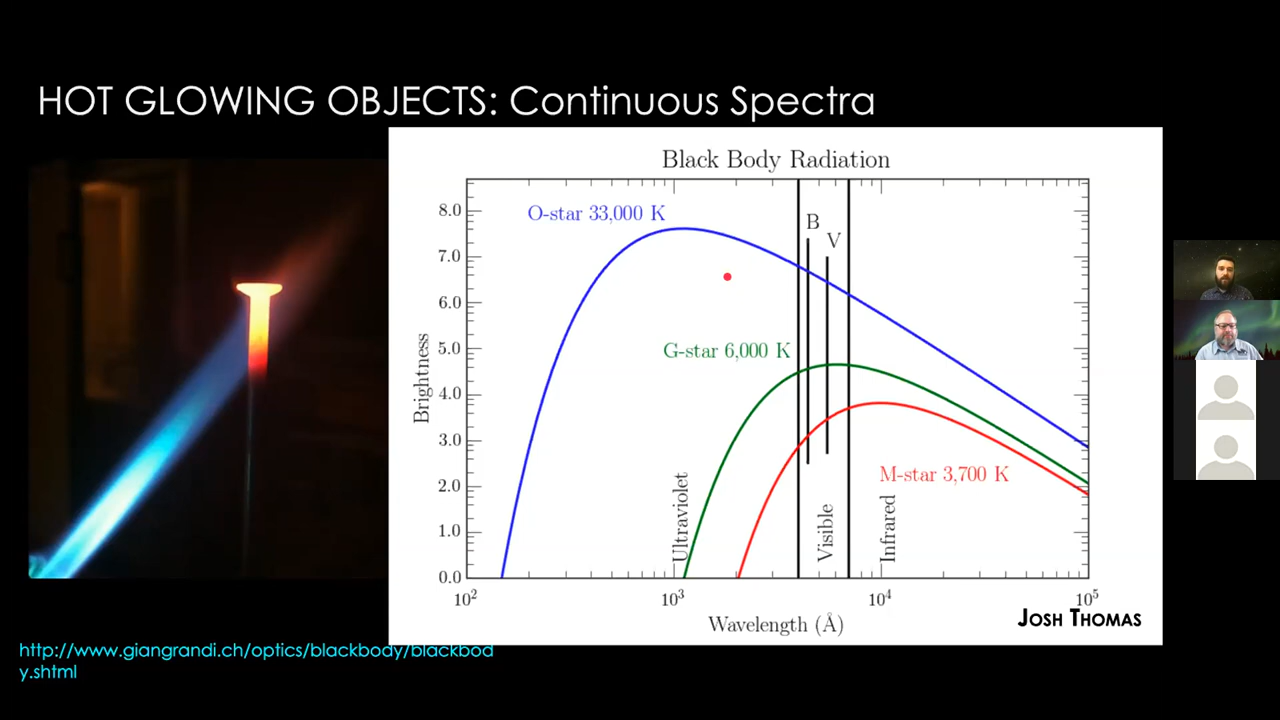 HOT GLOWING OBJECTS: Continuous Spectra
Black Body Radiation
8.0
7.0
6.0
5.0
4.0
3.0
2.0
1.0
0.0
Brightness
O-star 33,000 K
G-star 6,000 K
M-star 3,700 K
B
V
Ultraviolet
Visible
Infrared
10²
10³
10⁴
10⁵
Wavelength (Å)
JOSH THOMAS
http://www.giangrandi.ch/optics/blackbody/blackbod
y.shtml